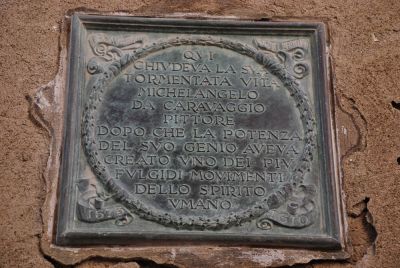 QVI
CHIVDEVA LA SVA
TORMENTATA VITA
MICHELANGELO
DA CARAVAGGIO
PITTORE
DOPO CHE LA POTENZA
DEL SVO GENIO AVEVA
CREATO VNO DEI PIV
FVLGIDI MOVIMENTI
DELLO SPIRITO
VMANO